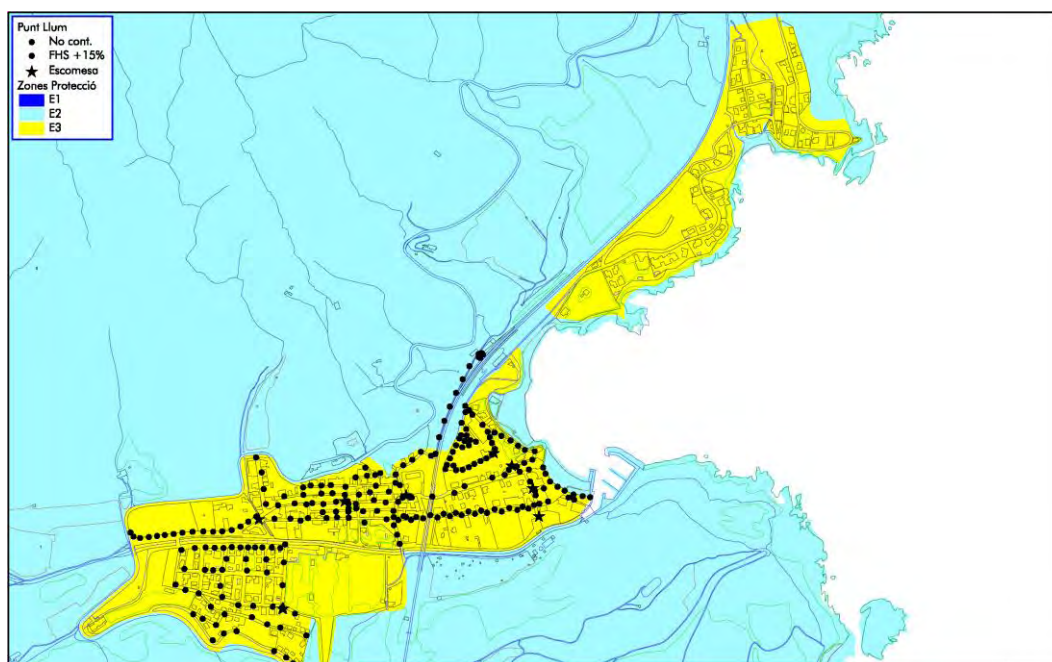 Punt Llum
No cont.
FHS +15%
Escomesa
Zones Protecció
E1
E2
E3